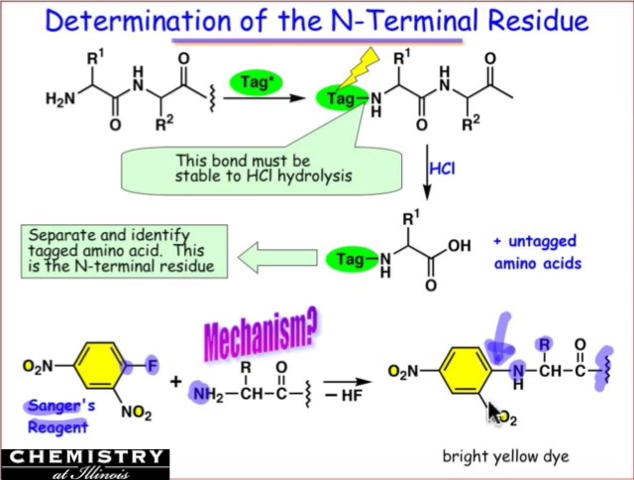 Determination of the N-Terminal Residue
R¹ H N O
H₂N O R²
Tag*
Tag N H R¹ O H N R² O
This bond must be
stable to HCl hydrolysis
HCl
Separate and identify
tagged amino acid. This
is the N-terminal residue
Tag N H R¹ OH O
+ untagged
amino acids
Mechanism?
O₂N F NO₂
Sanger's
Reagent
+
R O
NH₂-CH-C
- HF
O₂N N H R O
CH-C
O₂
bright yellow dye
CHEMISTRY
at Illinois